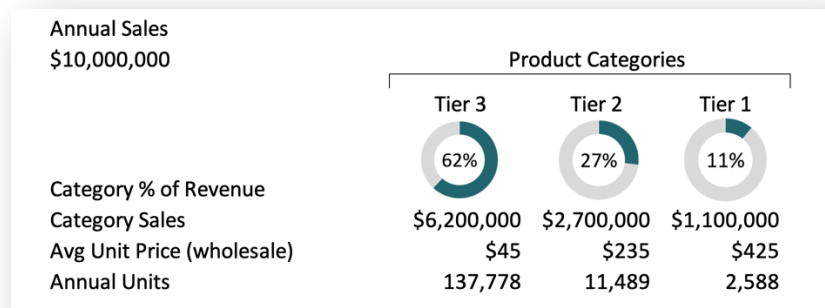 Annual Sales
$10,000,000
Product Categories
Tier 3 Tier 2 Tier 1
62% 27% 11%
Category % of Revenue
Category Sales $6,200,000 $2,700,000 $1,100,000
Avg Unit Price (wholesale) $45 $235 $425
Annual Units 137,778 11,489 2,588